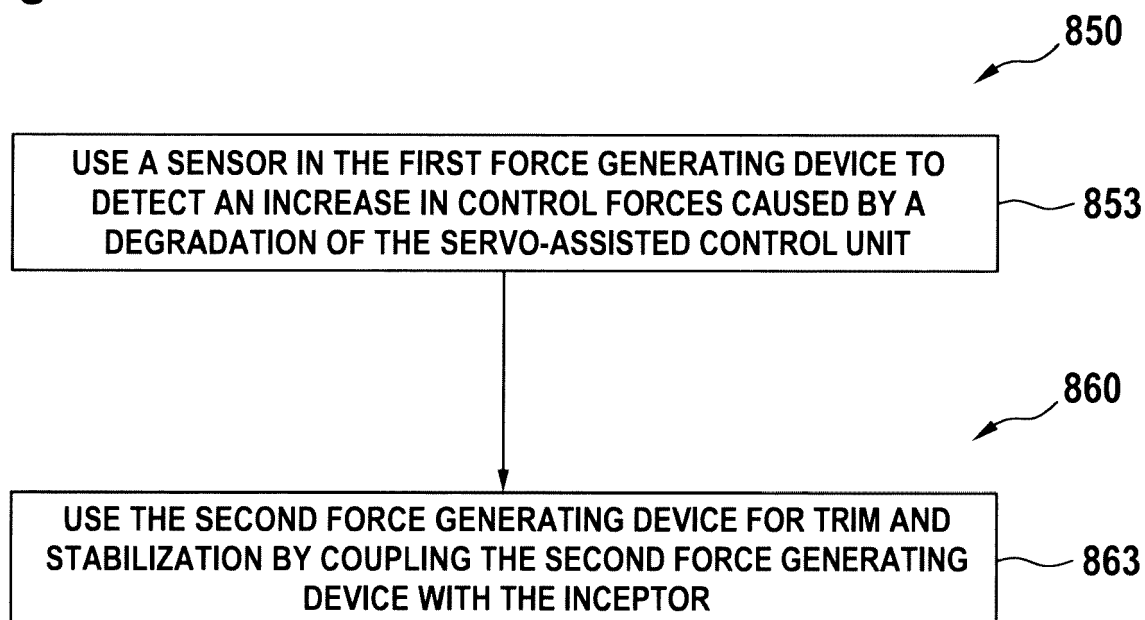 850
USE A SENSOR IN THE FIRST FORCE GENERATING DEVICE TO
DETECT AN INCREASE IN CONTROL FORCES CAUSED BY A
DEGRADATION OF THE SERVO-ASSISTED CONTROL UNIT
853
860
USE THE SECOND FORCE GENERATING DEVICE FOR TRIM AND
STABILIZATION BY COUPLING THE SECOND FORCE GENERATING
DEVICE WITH THE INCEPTOR
863